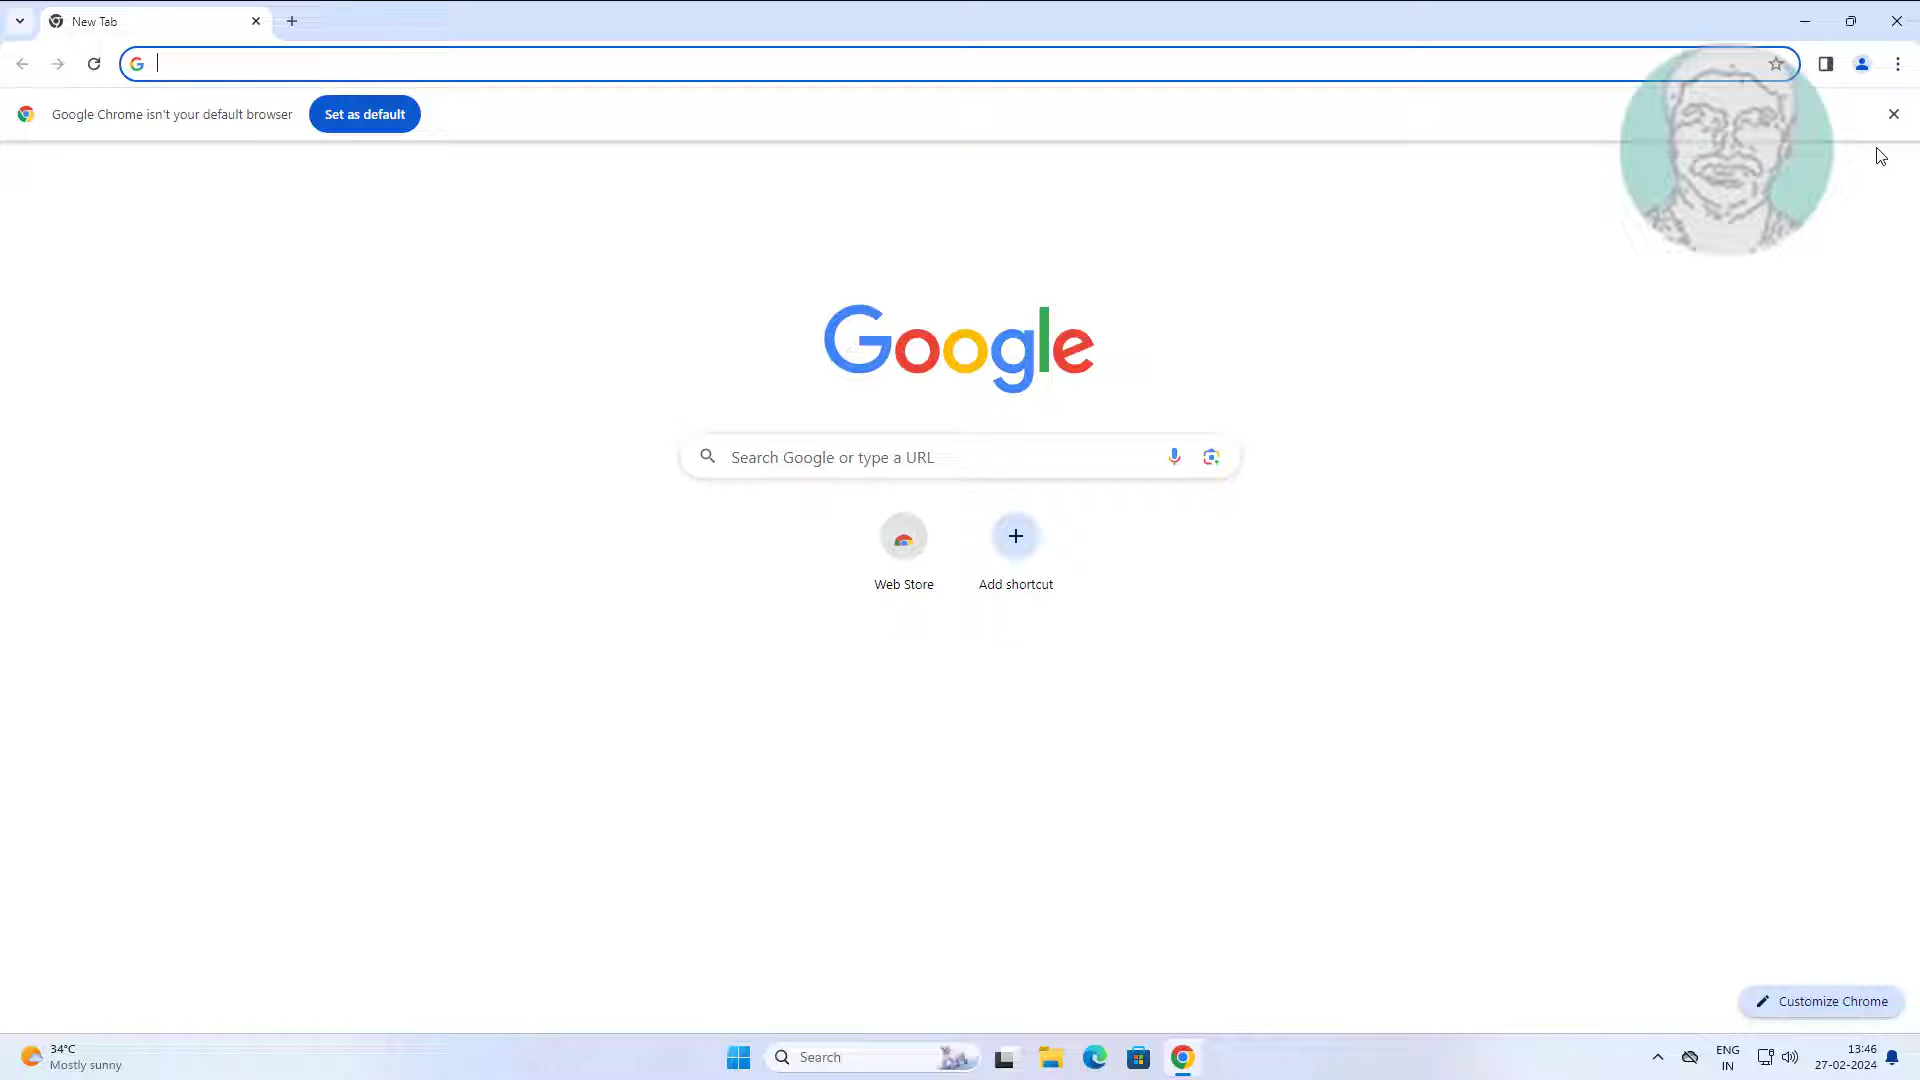 New Tab
Google Chrome isn't your default browser
Set as default
Google
Search Google or type a URL
Web Store
Add shortcut
Customize Chrome
34°C
Mostly sunny
Search
ENG
IN
13:46
27-02-2024